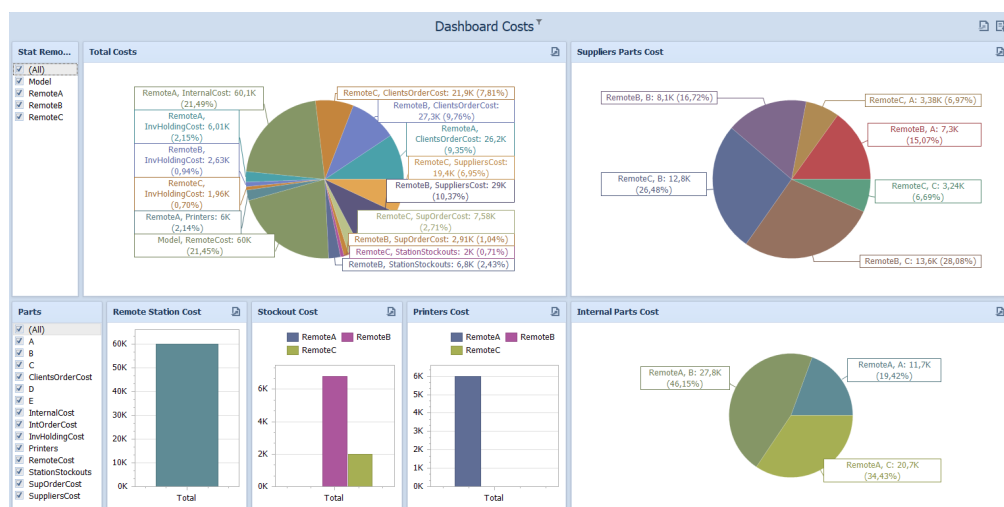 Dashboard Costs
Stat Remo...
(All)
Model
RemoteA
RemoteB
RemoteC
Total Costs
RemoteA, InternalCost: 60,1K
(21,49%)
RemoteA,
InvHoldingCost: 6,01K
(2,15%)
RemoteB,
InvHoldingCost: 2,63K
(0,94%)
RemoteC,
InvHoldingCost: 1,96K
(0,70%)
RemoteA, Printers: 6K
(2,14%)
Model, RemoteCost: 60K
(21,45%)
RemoteC, ClientsOrderCost: 21,9K (7,81%)
RemoteB, ClientsOrderCost:
27,3K (9,76%)
RemoteA,
ClientsOrderCost: 26,2K
(9,35%)
RemoteC, SuppliersCost:
19,4K (6,95%)
RemoteB, SuppliersCost: 29K
(10,37%)
RemoteC, SupOrderCost: 7,58K
(2,71%)
RemoteB, SupOrderCost: 2,91K (1,04%)
RemoteC, StationStockouts: 2K (0,71%)
RemoteB, StationStockouts: 6,8K (2,43%)
Suppliers Parts Cost
RemoteB, B: 8,1K (16,72%)
RemoteC, A: 3,38K (6,97%)
RemoteB, A: 7,3K
(15,07%)
RemoteC, B: 12,8K
(26,48%)
RemoteC, C: 3,24K
(6,69%)
RemoteB, C: 13,6K (28,08%)
Parts
(All)
A
B
C
ClientsOrderCost
D
E
InternalCost
IntOrderCost
InvHoldingCost
Printers
RemoteCost
StationStockouts
SupOrderCost
SuppliersCost
Remote Station Cost
60K
50K
40K
30K
20K
10K
0K
Total
Stockout Cost
RemoteA RemoteB
RemoteC
6K
4K
2K
0K
Total
Printers Cost
RemoteA RemoteB
RemoteC
6K
5K
4K
3K
2K
1K
0K
Total
Internal Parts Cost
RemoteA, B: 27,8K
(46,15%)
RemoteA, A: 11,7K
(19,42%)
RemoteA, C: 20,7K
(34,43%)